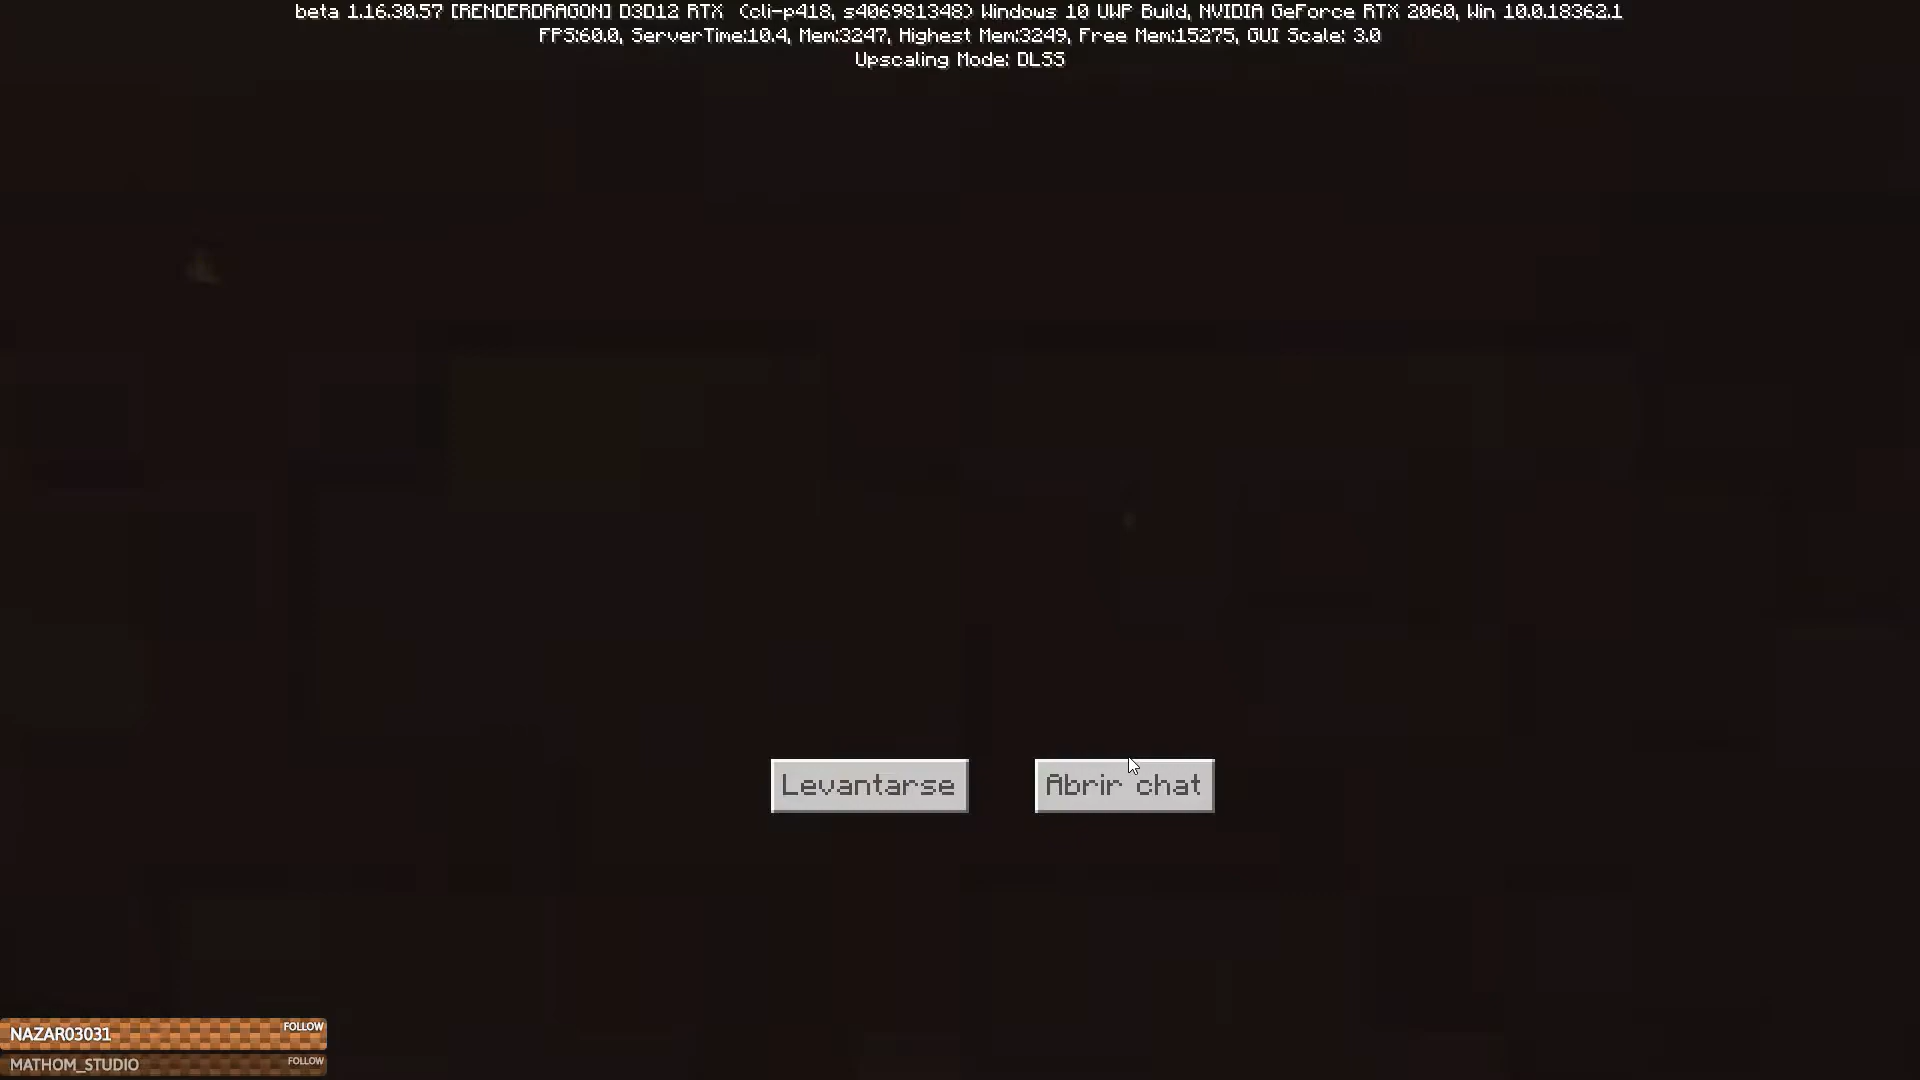 beta 1.16.30.57 [RENDERDRAGON] D3D12 RTX (cli-p418, s406981348) Windows 10 UWP Build, NVIDIA GeForce RTX 2060, Win 10.0.18362.1
FPS:60.0, ServerTime:10.4, Mem:3247, Highest Mem:3249, Free Mem:15275, GUI Scale: 3.0
Upscaling Mode: DLSS
Levantarse
Abrir chat
NAZAR03031 FOLLOW
MATHOM_STUDIO FOLLOW